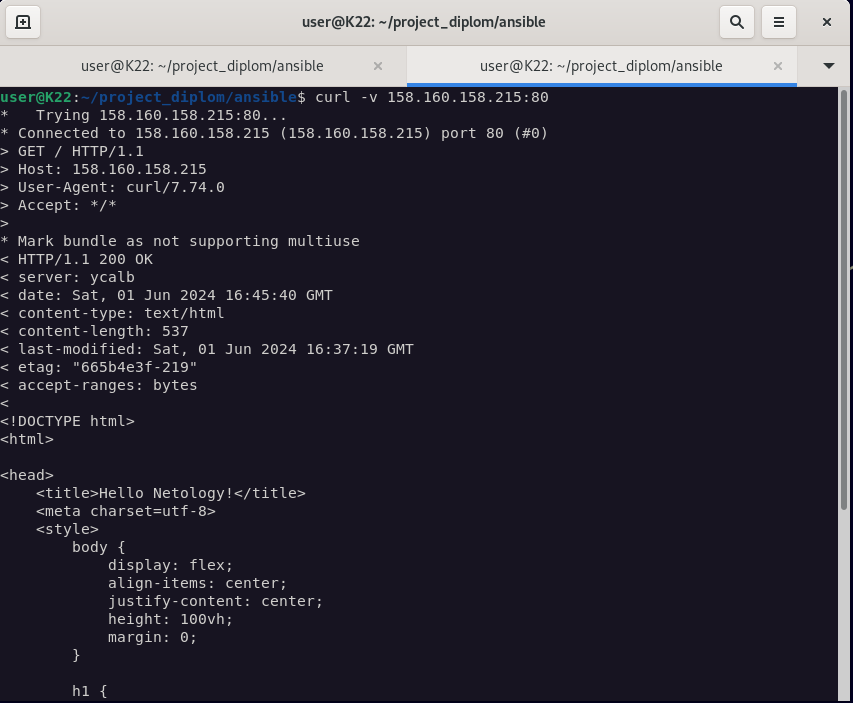 user@K22: ~/project_diplom/ansible
user@K22: ~/project_diplom/ansible
user@K22: ~/project_diplom/ansible
user@K22:~/project_diplom/ansible$ curl -v 158.160.158.215:80
*   Trying 158.160.158.215:80...
* Connected to 158.160.158.215 (158.160.158.215) port 80 (#0)
> GET / HTTP/1.1
> Host: 158.160.158.215
> User-Agent: curl/7.74.0
> Accept: */*
>
* Mark bundle as not supporting multiuse
< HTTP/1.1 200 OK
< server: ycalb
< date: Sat, 01 Jun 2024 16:45:40 GMT
< content-type: text/html
< content-length: 537
< last-modified: Sat, 01 Jun 2024 16:37:19 GMT
< etag: "665b4e3f-219"
< accept-ranges: bytes
<
<!DOCTYPE html>
<html>

<head>
    <title>Hello Netology!</title>
    <meta charset=utf-8>
    <style>
        body {
            display: flex;
            align-items: center;
            justify-content: center;
            height: 100vh;
            margin: 0;
        }

        h1 {